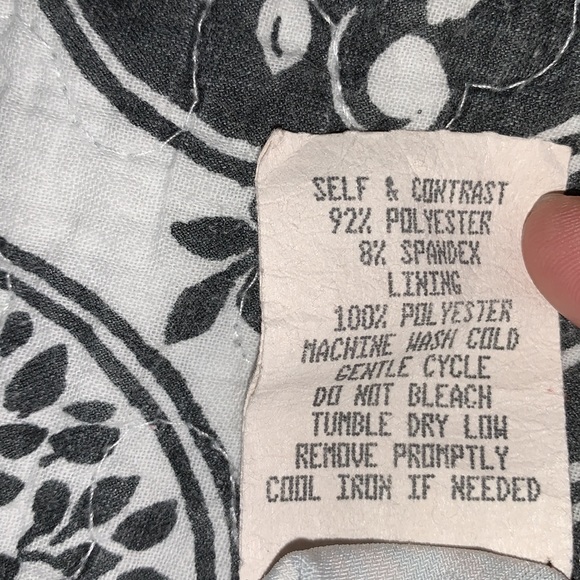 SELF & CONTRAST
92% POLYESTER
8% SPANDEX
LINING
100% POLYESTER
MACHINE WASH COLD
GENTLE CYCLE
DO NOT BLEACH
TUMBLE DRY LOW
REMOVE PROMPTLY
COOL IRON IF NEEDED